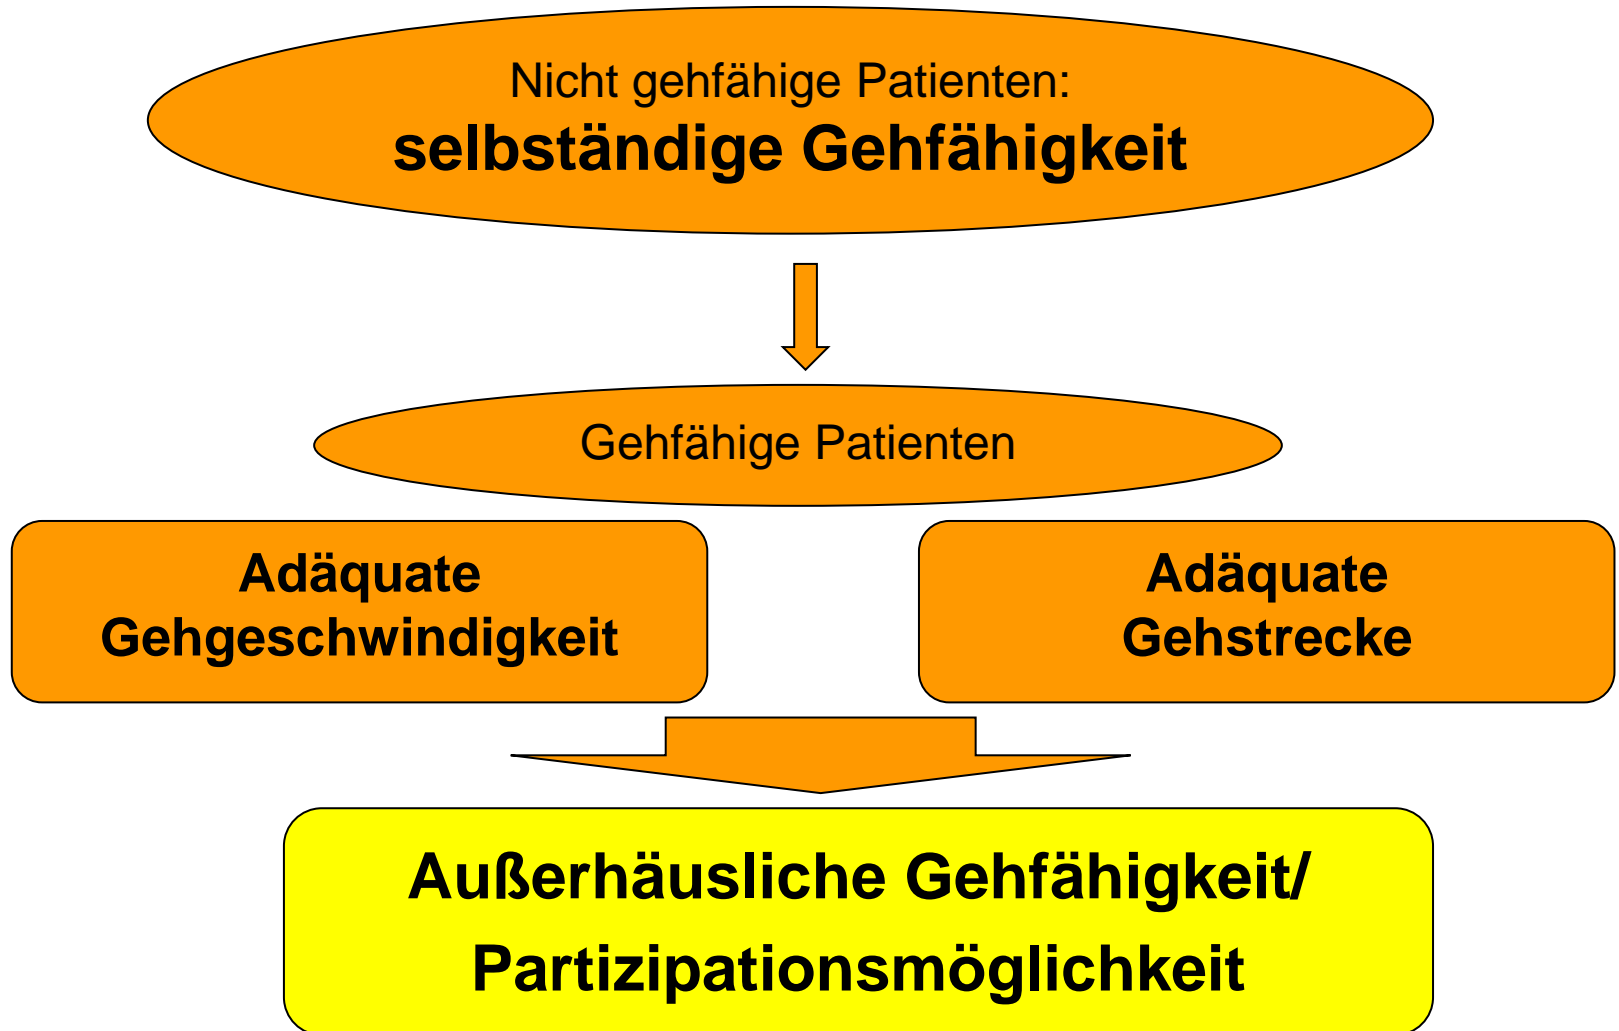 Nicht gehfähige Patienten:
selbständige Gehfähigkeit
Gehfähige Patienten
Adäquate
Gehgeschwindigkeit
Adäquate
Gehstrecke
Außerhäusliche Gehfähigkeit/
Partizipationsmöglichkeit